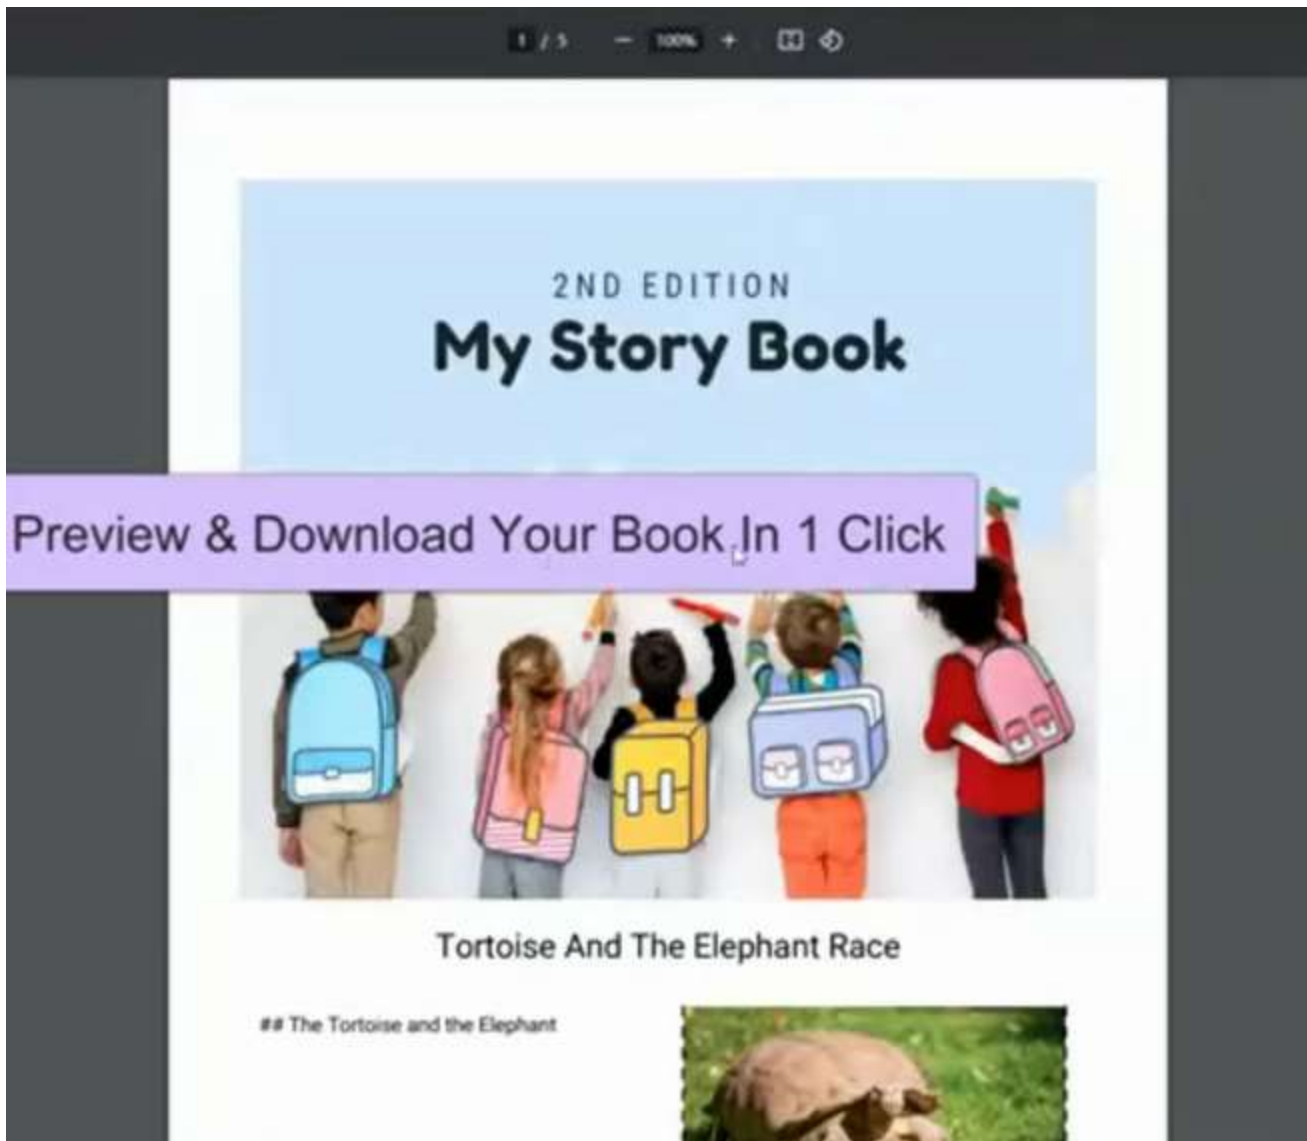 1 / 5 — 100% +
2ND EDITION
My Story Book
Preview & Download Your Book In 1 Click
Tortoise And The Elephant Race
## The Tortoise and the Elephant